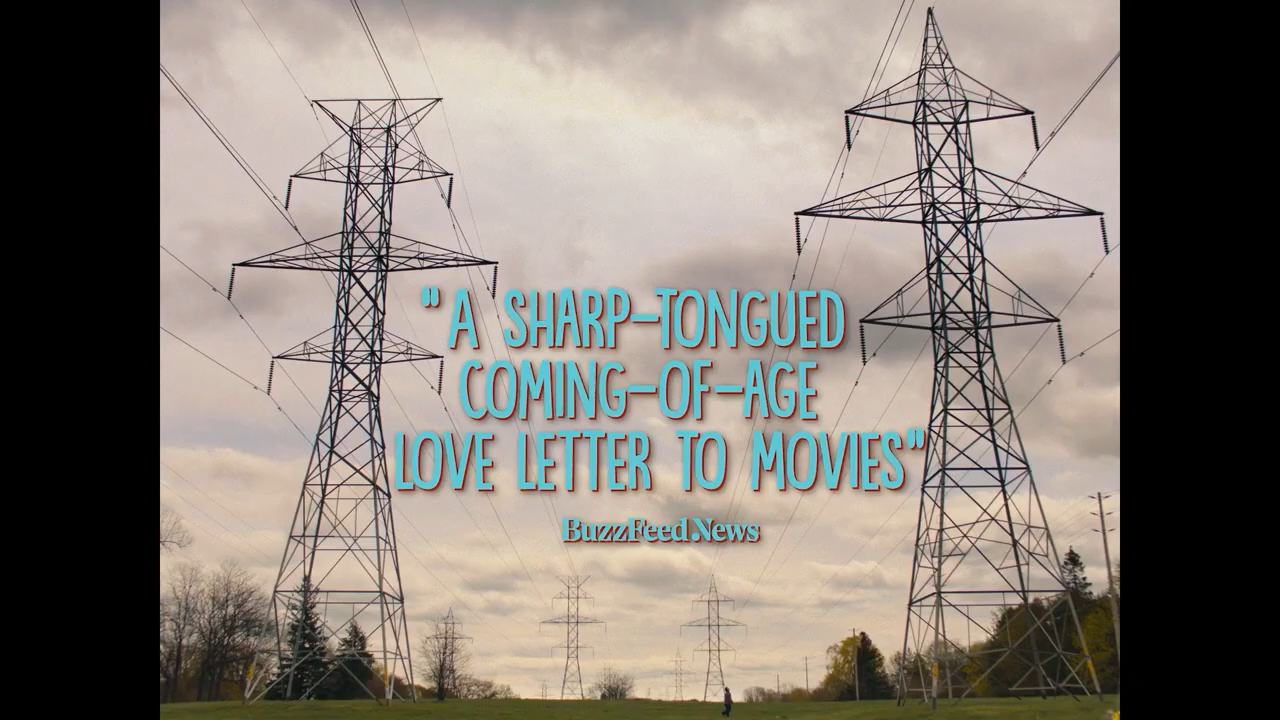 "A SHARP-TONGUED
COMING-OF-AGE
LOVE LETTER TO MOVIES"
BuzzFeed.News